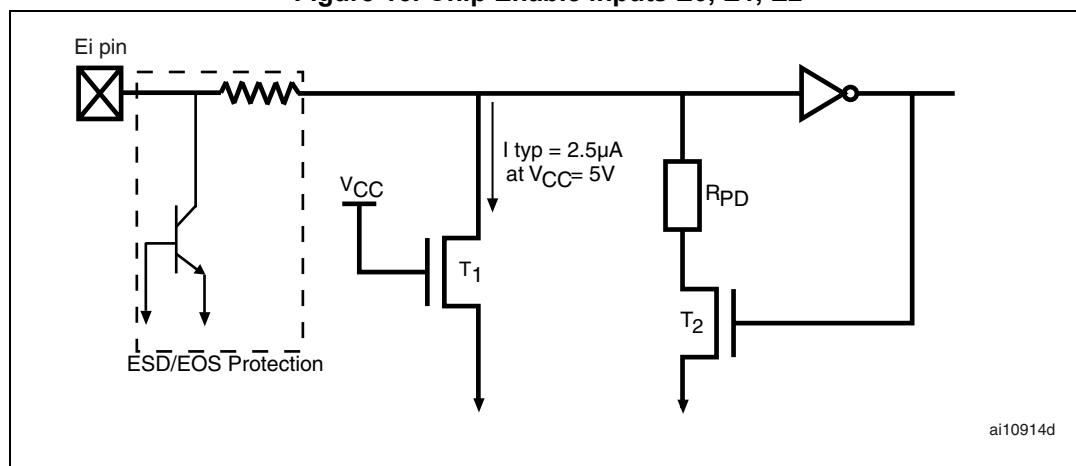 Ei pin
I typ = 2.5µA
at VCC= 5V
VCC
RPD
T1
T2
ESD/EOS Protection
ai10914d